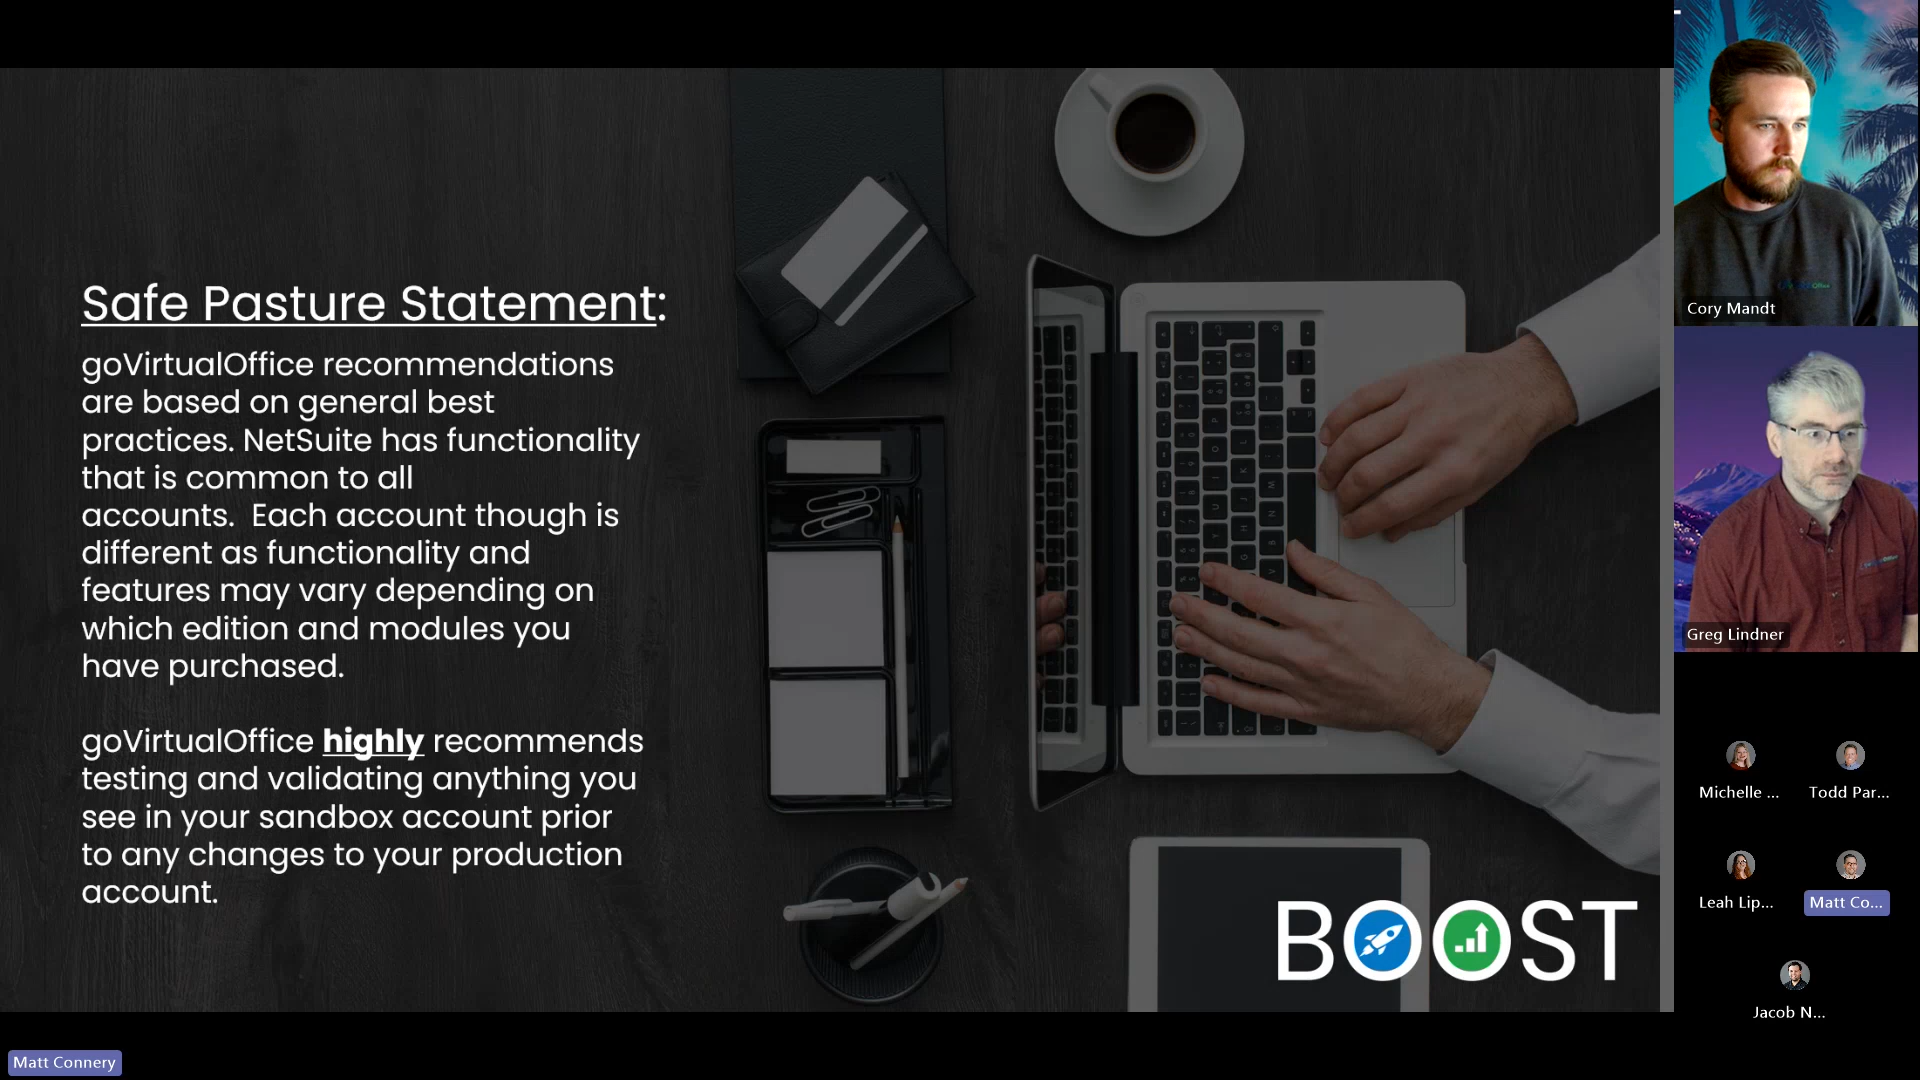 Safe Pasture Statement:
goVirtualOffice recommendations
are based on general best
practices. NetSuite has functionality
that is common to all
accounts.  Each account though is
different as functionality and
features may vary depending on
which edition and modules you
have purchased.
goVirtualOffice highly recommends
testing and validating anything you
see in your sandbox account prior
to any changes to your production
account.
BOOST
Cory Mandt
Greg Lindner
Michelle ...
Todd Par...
Leah Lip...
Matt Co...
Jacob N...
Matt Connery